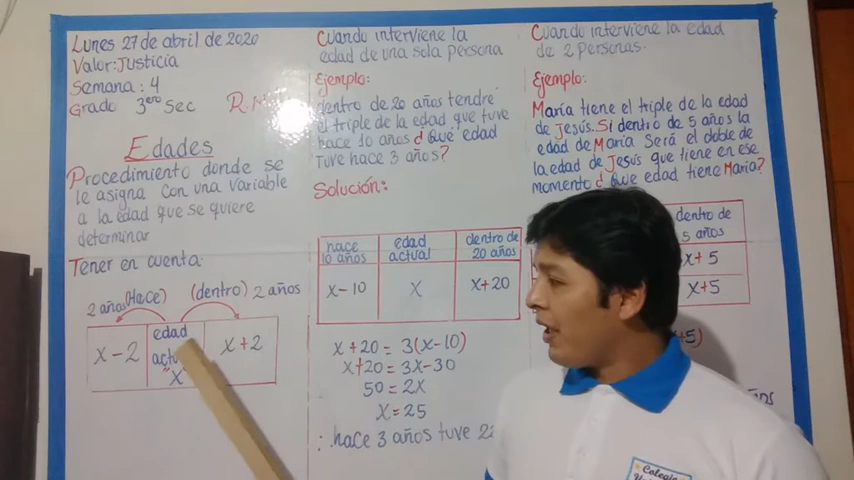 Lunes 27 de abril de 2020
Valor: Justicia
Semana: 4
Grado 3ero Sec
Edades
Procedimiento donde se
le asigna con una variable
a la edad que se quiere
determinar
Tener en cuenta
2 años (Hace) (dentro) 2 años
x-2
edad
"x"
x+2
Cuando interviene la
edad de una sola persona
Ejemplo:
dentro de 20 años tendré
el triple de la edad que tuve
hace 10 años ¿ Que edad
Tuve hace 3 años?
Solución:
hace
10 años
edad
actual
dentro de
20 años
x-10
x
x+20
x+20 = 3(x-10)
x+20 = 3x-30
50 = 2x
x = 25
: hace 3 años tuve 22
Cuando interviene la edad
de 2 personas.
Ejemplo:
María tiene el triple de la edad
de Jesús. Si dentro de 5 años la
edad de María Será el doble de
la edad de Jesús que tiene en ese
momento ¿ Que edad tiene María?
dentro de
5 años
x+5
x+5
Colegio